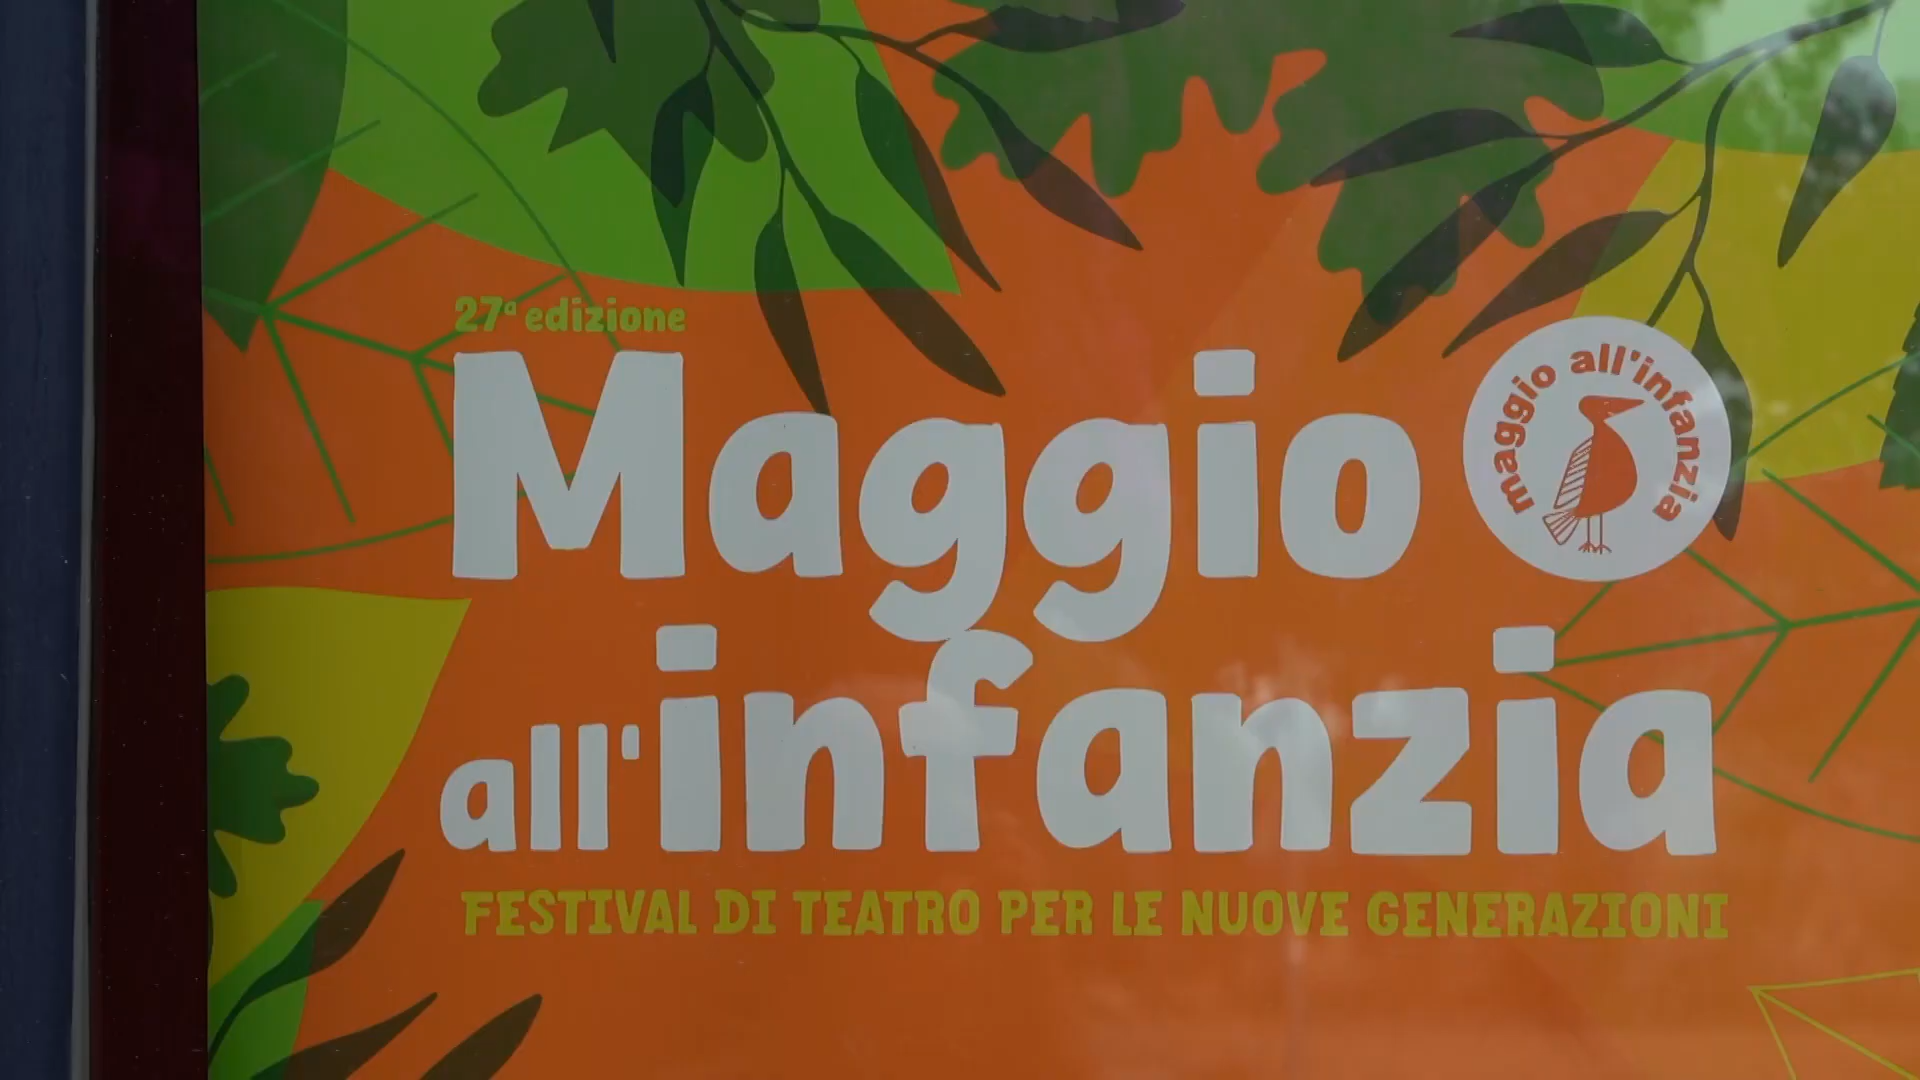 27ª edizione
Maggio
maggio all'infanzia
all'infanzia
FESTIVAL DI TEATRO PER LE NUOVE GENERAZIONI